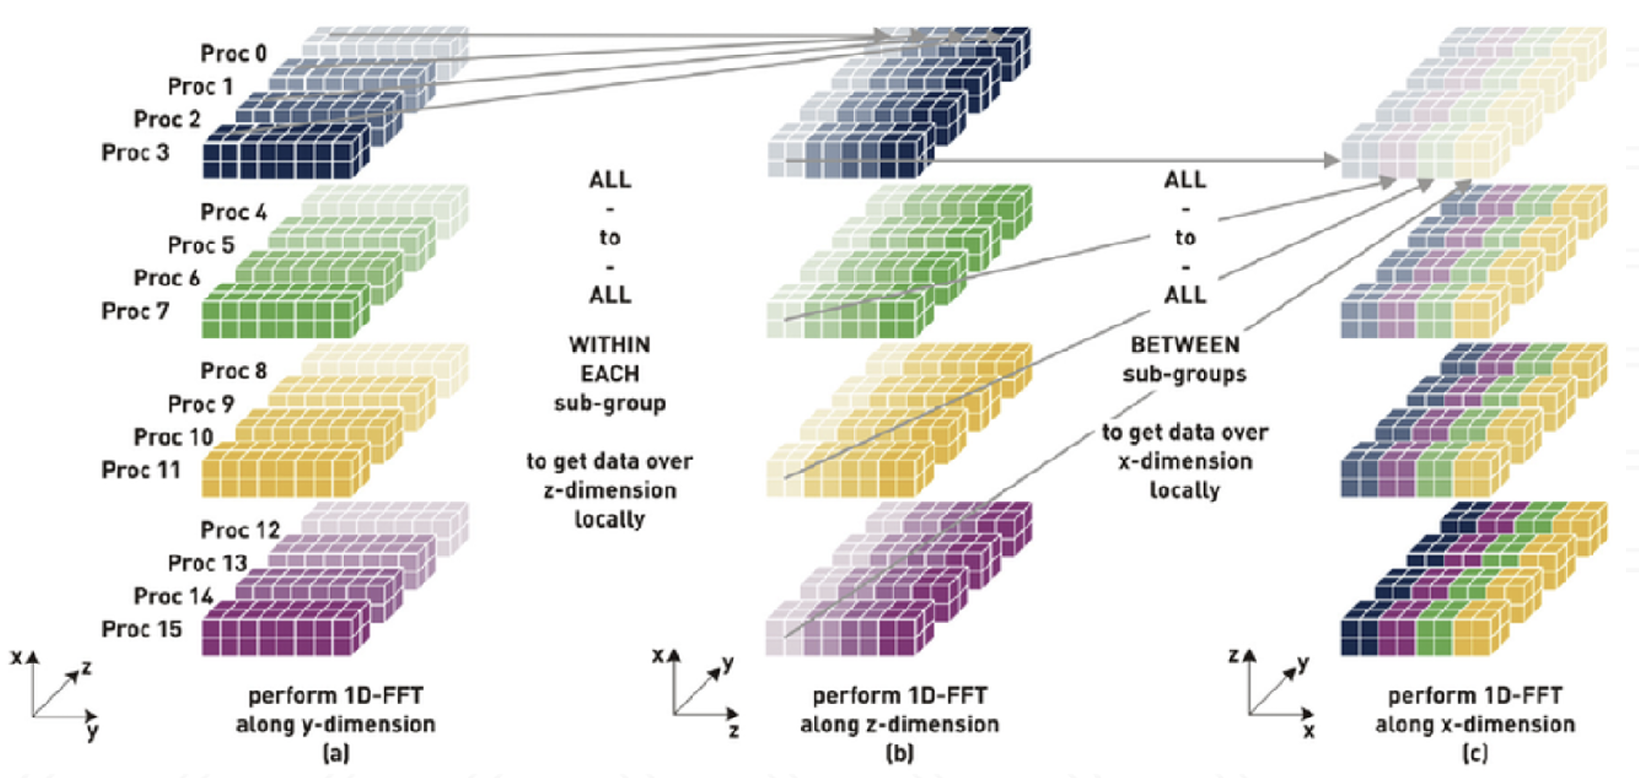 Proc 0
Proc 1
Proc 2
Proc 3
Proc 4
Proc 5
Proc 6
Proc 7
Proc 8
Proc 9
Proc 10
Proc 11
Proc 12
Proc 13
Proc 14
Proc 15
x
z
y
perform 1D-FFT
along y-dimension
(a)
ALL
-
to
-
ALL
WITHIN
EACH
sub-group
to get data over
z-dimension
locally
x
y
z
perform 1D-FFT
along z-dimension
(b)
ALL
-
to
-
ALL
BETWEEN
sub-groups
to get data over
x-dimension
locally
z
y
x
perform 1D-FFT
along x-dimension
(c)